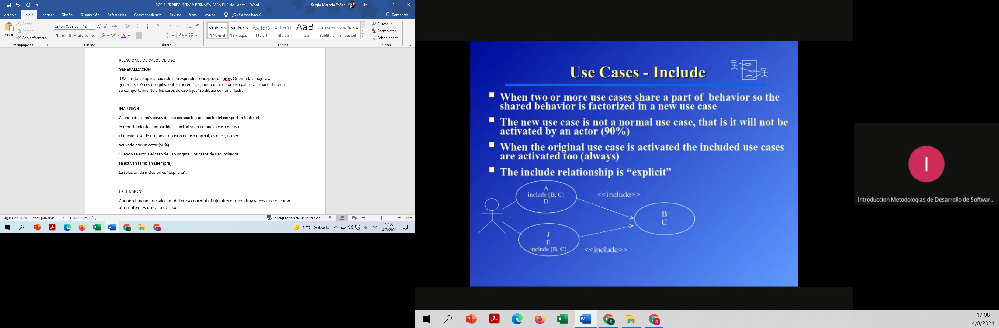 POSIBLES PREGUNTAS Y RESUMEN PARA EL FINAL.docx - Word
Sergio Marcelo Yañez
Archivo
Inicio
Insertar
Diseño
Disposición
Referencias
Correspondencia
Revisar
Vista
Ayuda
¿Qué desea hacer?
Compartir
Pegar
Cortar
Copiar
Copiar formato
Portapapeles
Calibri (Cuerpo
12
Aa
N K S abc x₂ x²
A
Fuente
Párrafo
AaBbCcDc
¶ Normal
AaBbCcDc
¶ Sin espa...
AaBbCc
Título 1
AaBbCcD
Título 2
AaB
Título
AaBbCcD
Subtítulo
AaBbCcDc
Énfasis sutil
Estilos
Buscar
Reemplazar
Seleccionar
Edición
RELACIONES DE CASOS DE USO
GENERALIZACIÓN
UML trata de aplicar cuando corresponde, conceptos de prog. Orientada a objetos,
generalización es el equivalente a herencia, cuando un caso de uso padre va a hacer heredar
su comportamiento a los casos de uso hijos. Se dibuja con una flecha
INCLUSIÓN
Cuando dos o más casos de uso comparten una parte del comportamiento, el
comportamiento compartido se factoriza en un nuevo caso de uso
El nuevo caso de uso no es un caso de uso normal, es decir, no será
activado por un actor (90%)
Cuando se activa el caso de uso original, los casos de uso incluidos
se activan también (siempre)
La relación de inclusión es "explícita".
EXTENSIÓN
Cuando hay una desviación del curso normal ( flujo alternativo ) hay veces que el curso
alternativo es un caso de uso
Página 20 de 20
5389 palabras
Español (España)
Configuración de visualización
100%
17°C Soleado
ESP
17:08
4/8/2021
Use Cases - Include
When two or more use cases share a part of behavior so the
shared behavior is factorized in a new use case
The new use case is not a normal use case, that is it will not be
activated by an actor (90%)
When the original use case is activated the included use cases
are activated too (always)
The include relationship is “explicit”
A
include [B, C]
D
<<include>>
B
C
J
E
include [B, C]
<<include>>
I
Introduccion Metodologias de Desarrollo de Softwar...
17:08
4/8/2021